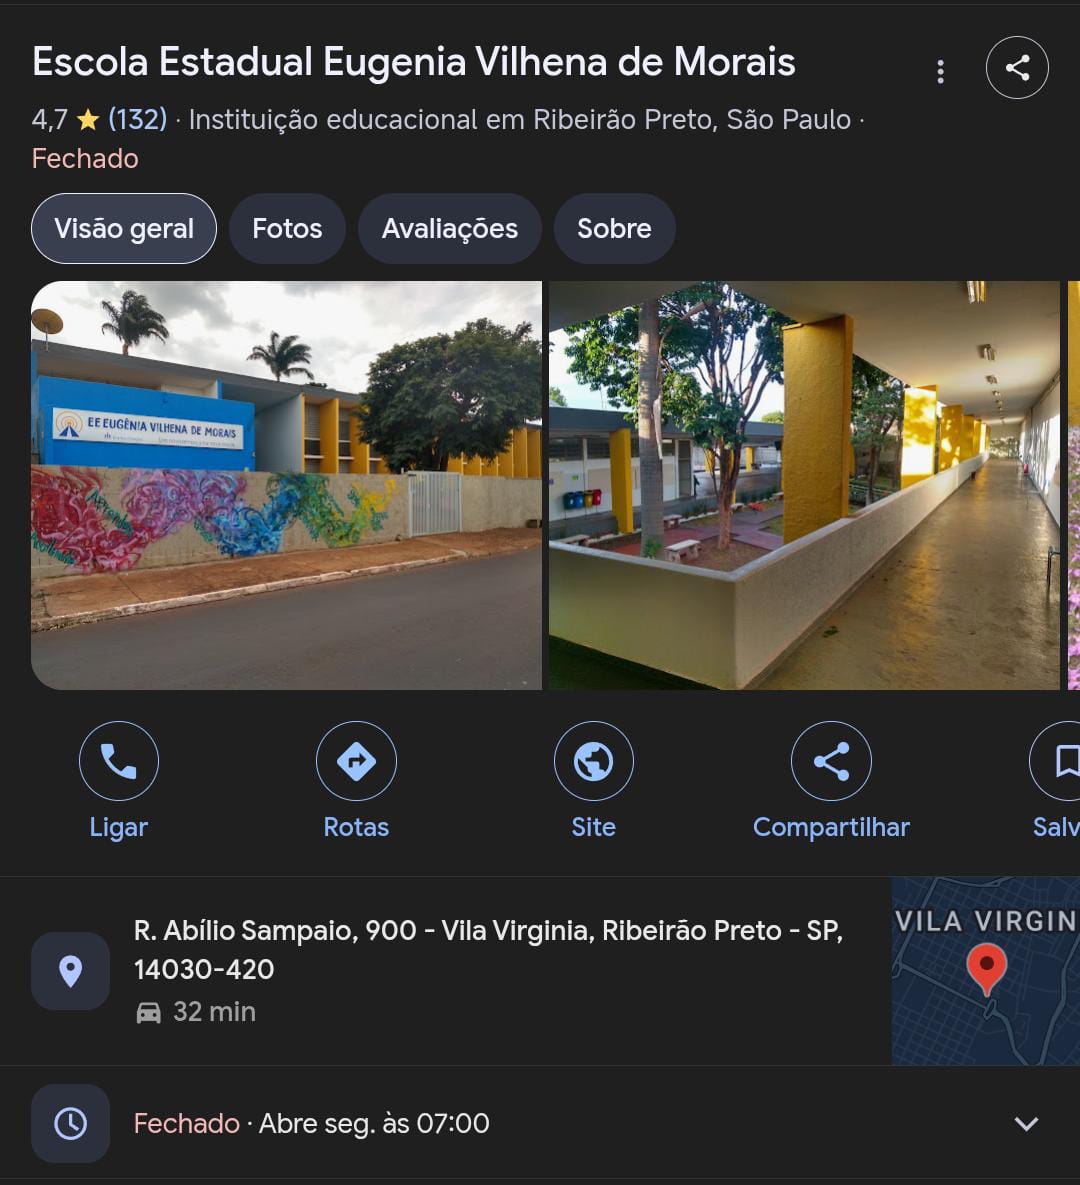 Escola Estadual Eugenia Vilhena de Morais
4,7 ★ (132) · Instituição educacional em Ribeirão Preto, São Paulo ·
Fechado
Visão geral
Fotos
Avaliações
Sobre
EE EUGÊNIA VILHENA DE MORAIS
Ligar
Rotas
Site
Compartilhar
Salv
R. Abílio Sampaio, 900 - Vila Virginia, Ribeirão Preto - SP,
14030-420
32 min
VILA VIRGIN
Fechado · Abre seg. às 07:00